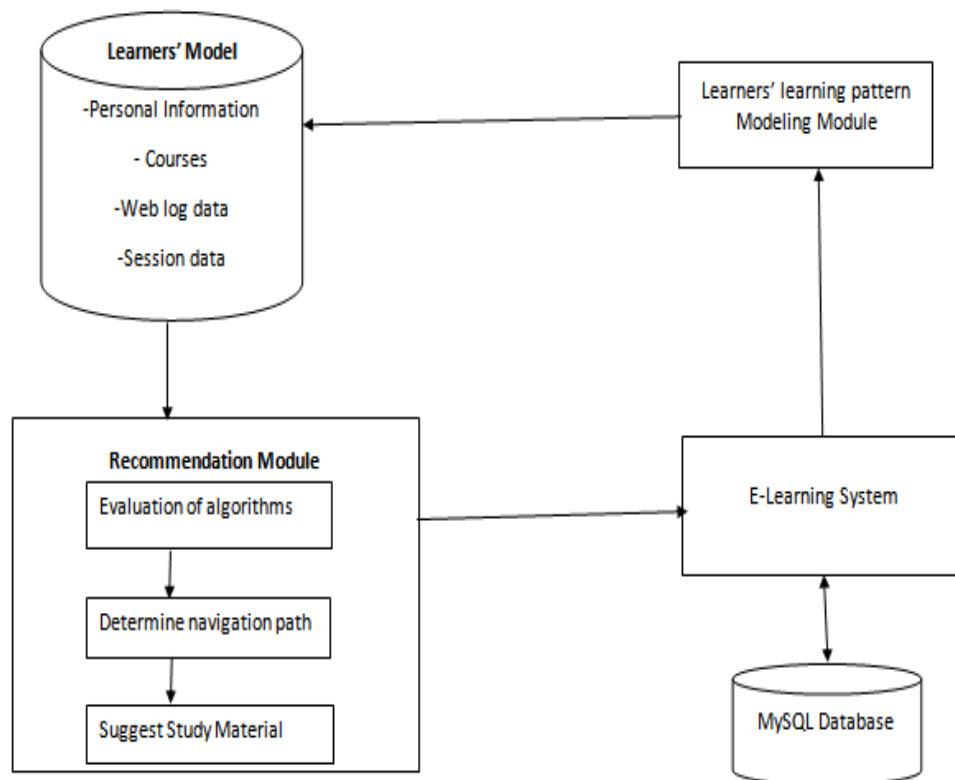 Learners’ Model
-Personal Information
- Courses
-Web log data
-Session data
Learners’ learning pattern
Modeling Module
Recommendation Module
Evaluation of algorithms
Determine navigation path
Suggest Study Material
E-Learning System
MySQL Database